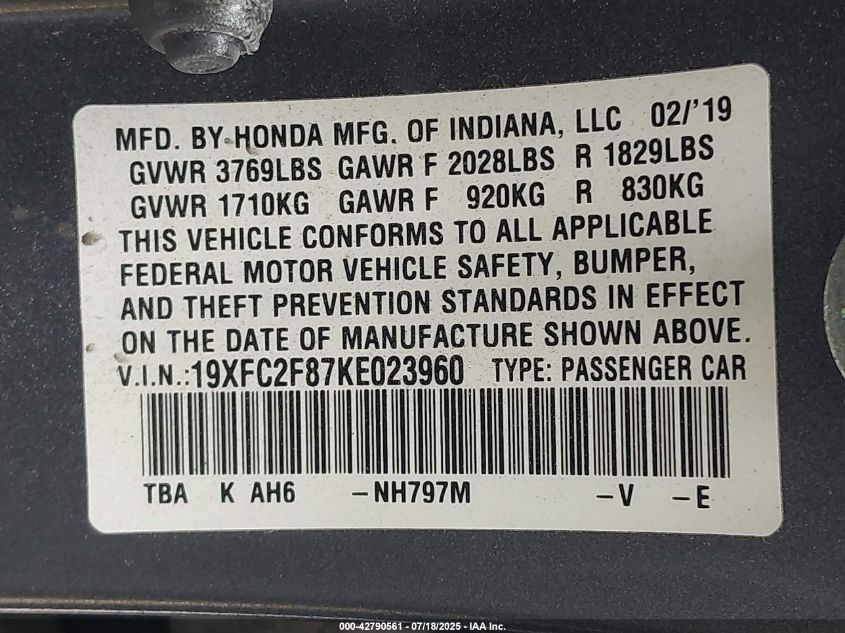 MFD. BY HONDA MFG. OF INDIANA, LLC 02/'19
GVWR 3769LBS GAWR F 2028LBS R 1829LBS
GVWR 1710KG GAWR F 920KG R 830KG
THIS VEHICLE CONFORMS TO ALL APPLICABLE
FEDERAL MOTOR VEHICLE SAFETY, BUMPER,
AND THEFT PREVENTION STANDARDS IN EFFECT
ON THE DATE OF MANUFACTURE SHOWN ABOVE.
V.I.N.:19XFC2F87KE023960 TYPE: PASSENGER CAR
TBA K AH6 –NH797M –V –E
000-42790561 - 07/18/2025 - IAA Inc.